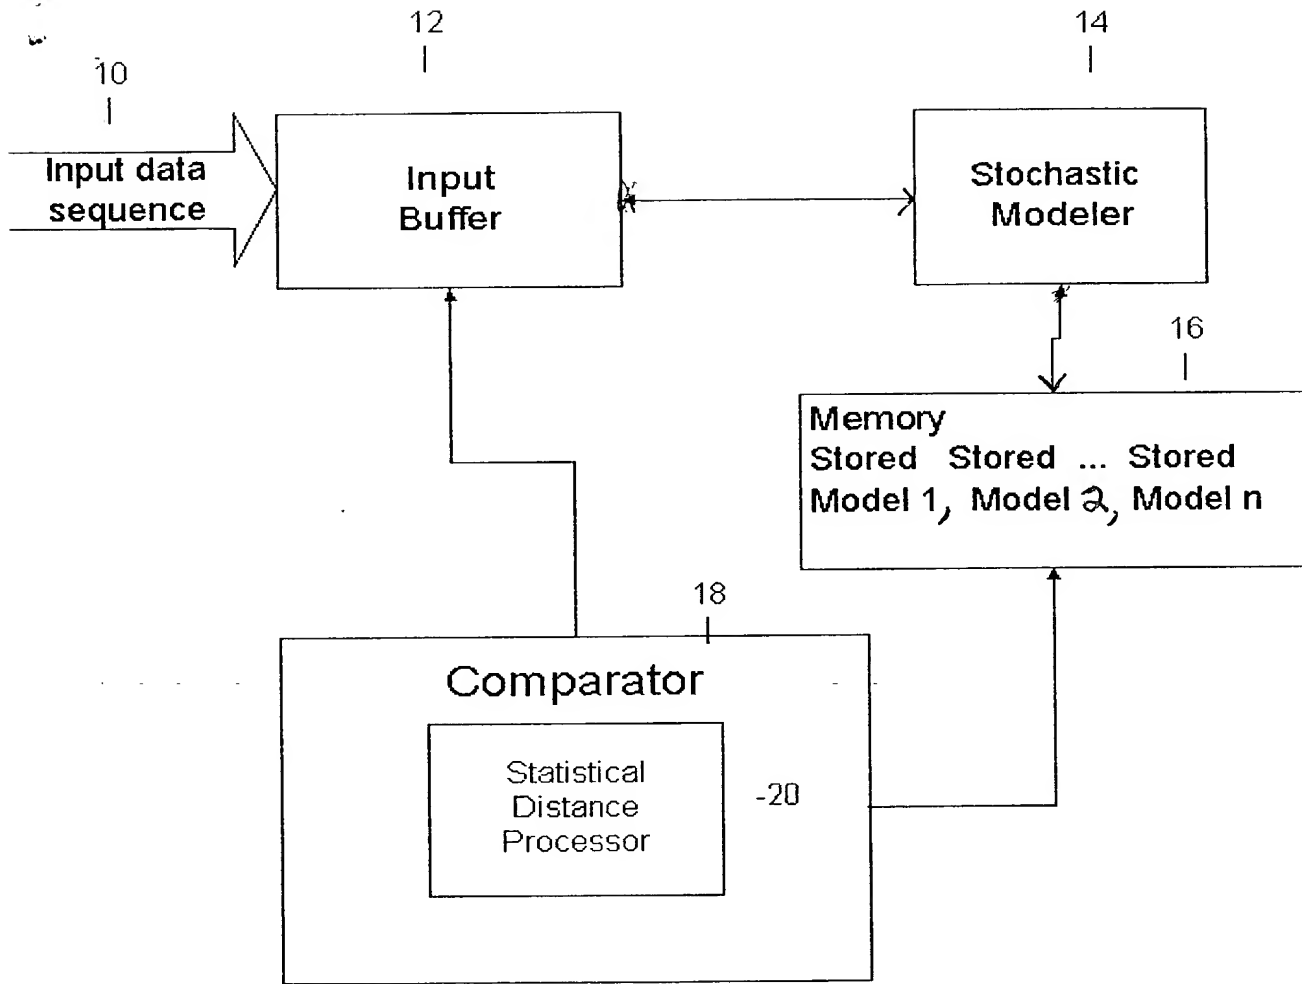 12
14
10
Input data
sequence
Input
Buffer
Stochastic
Modeler
16
Memory
Stored Stored ... Stored
Model 1, Model 2, Model n
18
Comparator
Statistical
Distance
Processor
-20